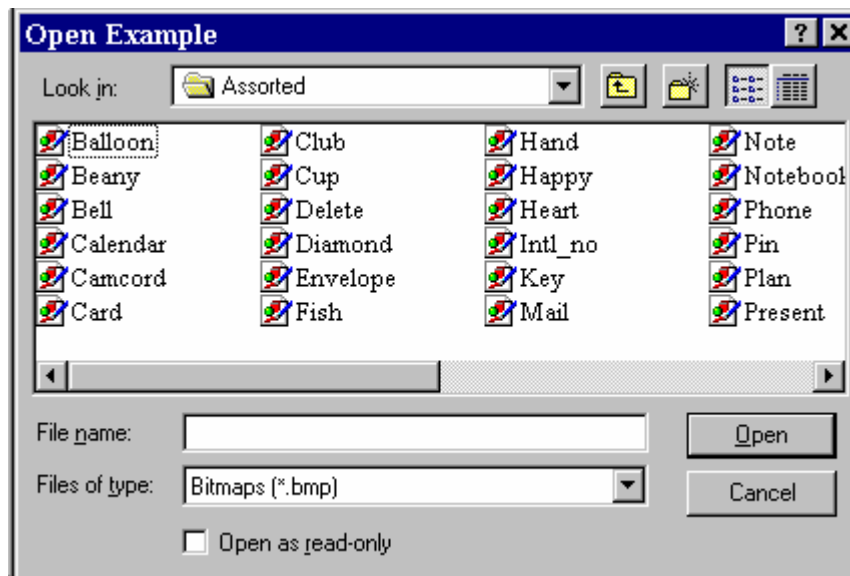 Open Example
Look in: Assorted
Balloon Club Hand Note
Beany Cup Happy Notebook
Bell Delete Heart Phone
Calendar Diamond Intl_no Pin
Camcord Envelope Key Plan
Card Fish Mail Present
File name: Open
Files of type: Bitmaps (*.bmp) Cancel
Open as read-only